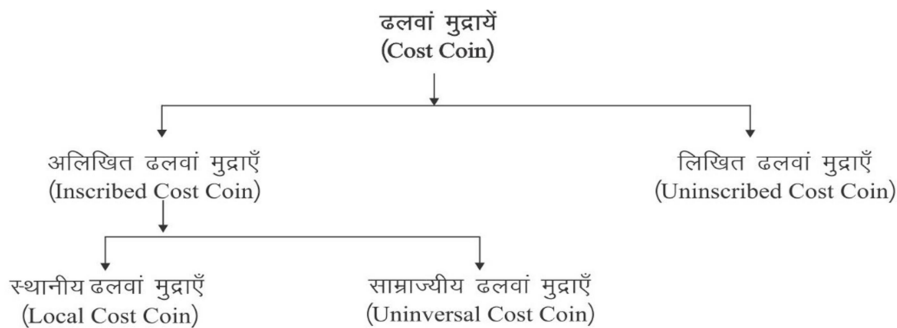 ढलवां मुद्रायें
(Cost Coin)
अलिखित ढलवां मुद्राएँ
(Inscribed Cost Coin)
लिखित ढलवां मुद्राएँ
(Uninscribed Cost Coin)
स्थानीय ढलवां मुद्राएँ
(Local Cost Coin)
साम्राज्यीय ढलवां मुद्राएँ
(Uninversal Cost Coin)